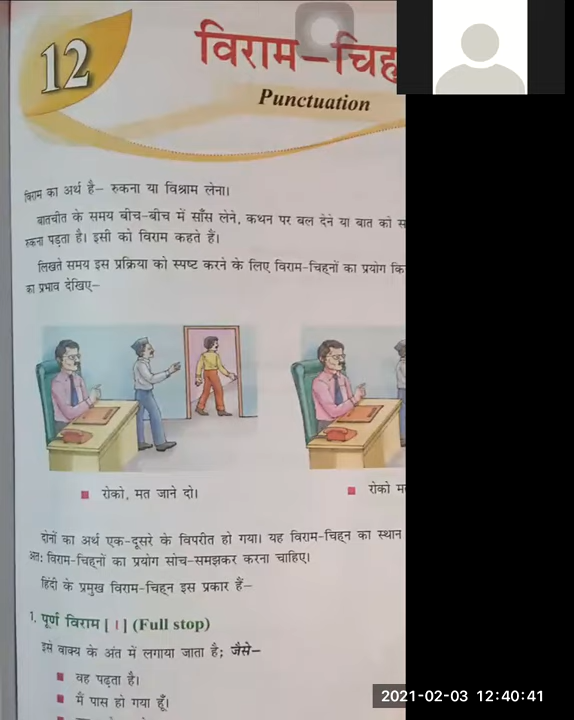 12
विराम-चिह
Punctuation
विराम का अर्थ है– रुकना या विश्राम लेना।
बातचीत के समय बीच-बीच में साँस लेने, कथन पर बल देने या बात को स
रुकना पड़ता है। इसी को विराम कहते हैं।
लिखते समय इस प्रक्रिया को स्पष्ट करने के लिए विराम-चिह्नों का प्रयोग कि
का प्रभाव देखिए–
रोको, मत जाने दो।
रोको म
दोनों का अर्थ एक-दूसरे के विपरीत हो गया। यह विराम-चिह्न का स्थान
अतः विराम-चिह्नों का प्रयोग सोच-समझकर करना चाहिए।
हिंदी के प्रमुख विराम-चिह्न इस प्रकार हैं–
1. पूर्ण विराम [ । ] (Full stop)
इसे वाक्य के अंत में लगाया जाता है; जैसे–
वह पढ़ता है।
मैं पास हो गया हूँ।
2021-02-03 12:40:41